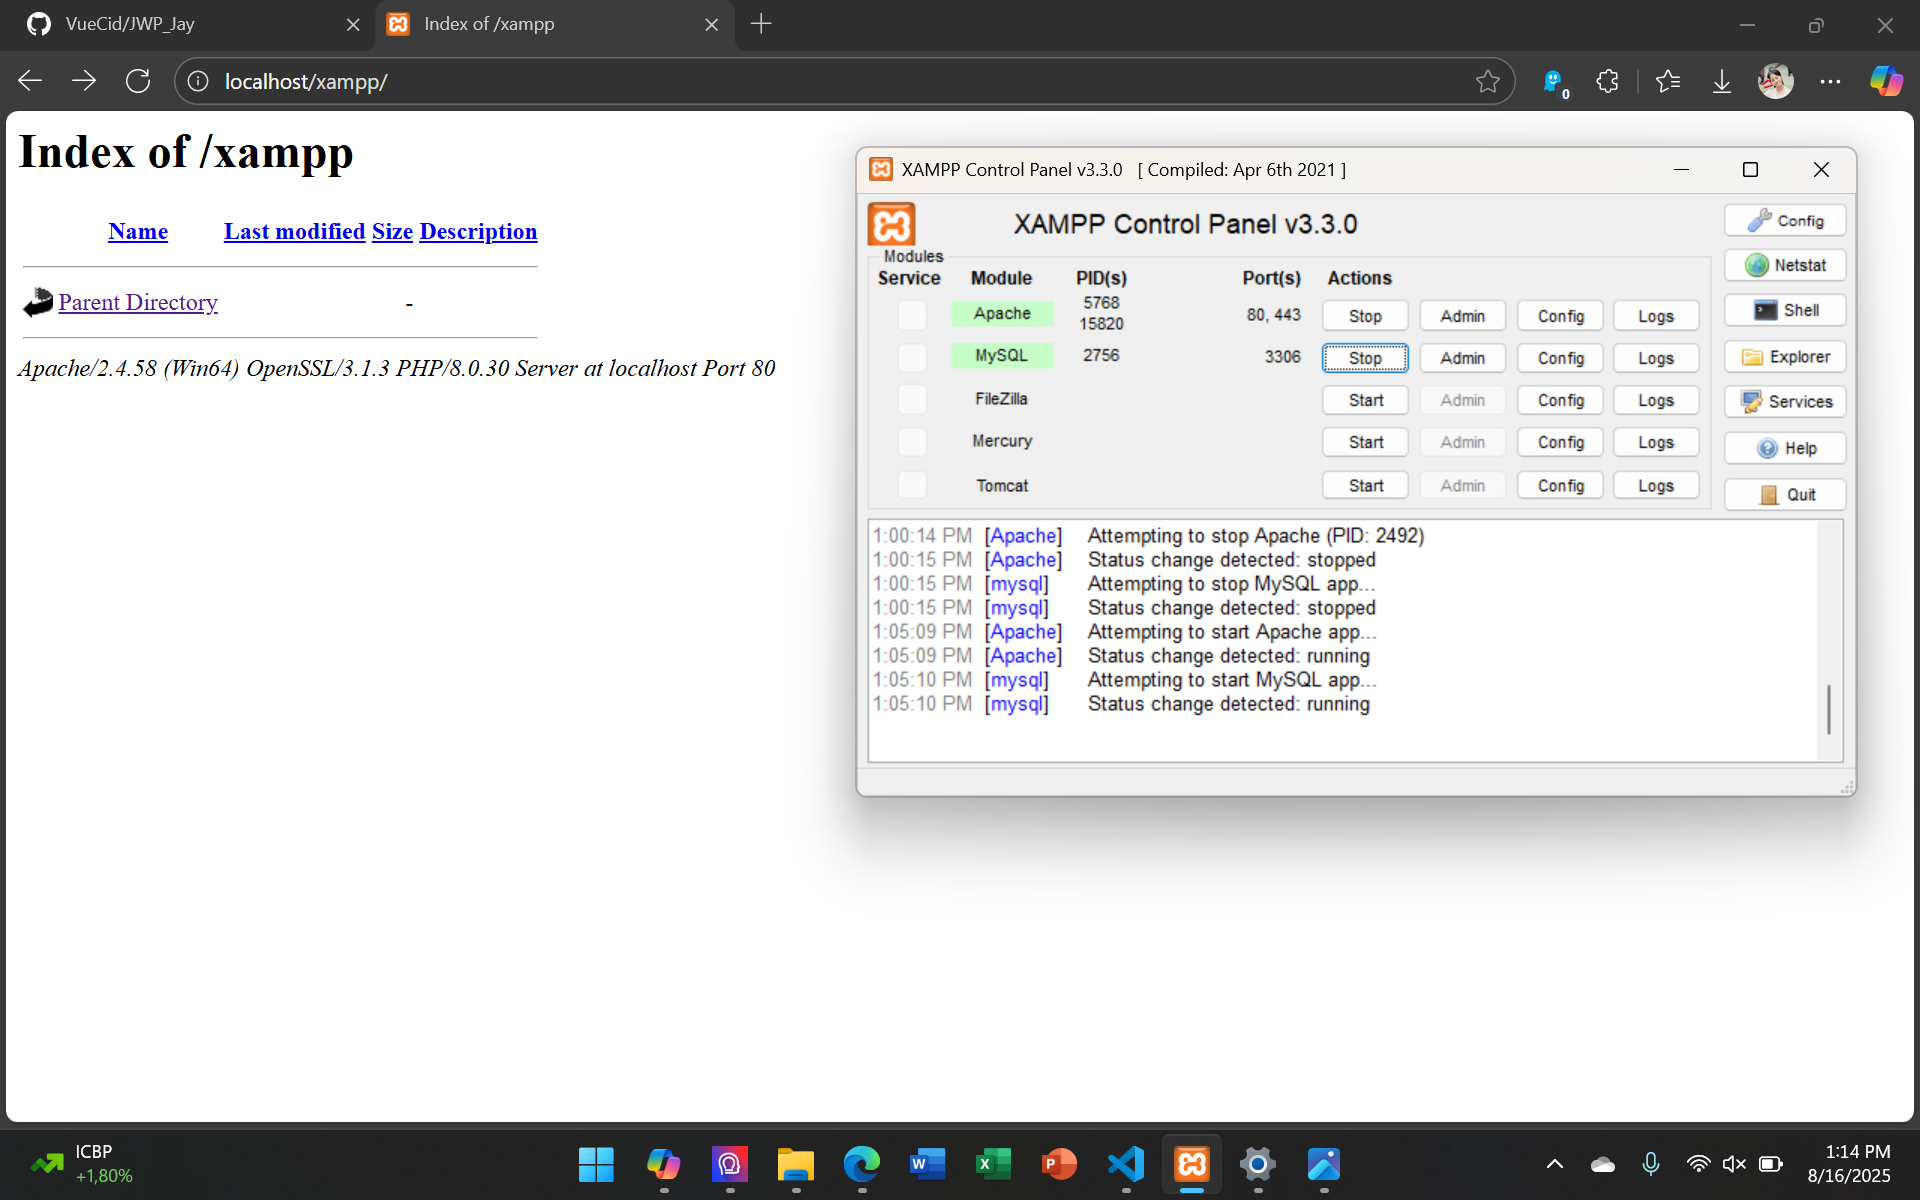 VueCid/JWP_Jay
Index of /xampp
localhost/xampp/
0
Index of /xampp
Name Last modified Size Description
Parent Directory -
Apache/2.4.58 (Win64) OpenSSL/3.1.3 PHP/8.0.30 Server at localhost Port 80
XAMPP Control Panel v3.3.0 [ Compiled: Apr 6th 2021 ]
XAMPP Control Panel v3.3.0
Modules
Service Module PID(s) Port(s) Actions
Apache 5768 15820 80, 443 Stop Admin Config Logs
MySQL 2756 3306 Stop Admin Config Logs
FileZilla Start Admin Config Logs
Mercury Start Admin Config Logs
Tomcat Start Admin Config Logs
Config
Netstat
Shell
Explorer
Services
Help
Quit
1:00:14 PM [Apache] Attempting to stop Apache (PID: 2492)
1:00:15 PM [Apache] Status change detected: stopped
1:00:15 PM [mysql] Attempting to stop MySQL app...
1:00:15 PM [mysql] Status change detected: stopped
1:05:09 PM [Apache] Attempting to start Apache app...
1:05:09 PM [Apache] Status change detected: running
1:05:10 PM [mysql] Attempting to start MySQL app...
1:05:10 PM [mysql] Status change detected: running
ICBP
+1,80%
W
X
P
1:14 PM
8/16/2025